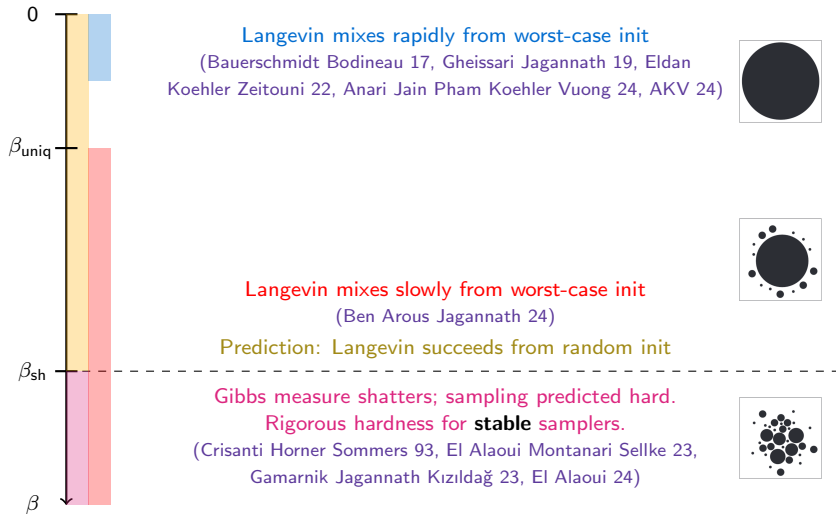 0
Langevin mixes rapidly from worst-case init
(Bauerschmidt Bodineau 17, Gheissari Jagannath 19, Eldan
Koehler Zeitouni 22, Anari Jain Pham Koehler Vuong 24, AKV 24)
β_uniq
Langevin mixes slowly from worst-case init
(Ben Arous Jagannath 24)
Prediction: Langevin succeeds from random init
β_sh
Gibbs measure shatters; sampling predicted hard.
Rigorous hardness for stable samplers.
(Crisanti Horner Sommers 93, El Alaoui Montanari Sellke 23,
Gamarnik Jagannath Kızıldağ 23, El Alaoui 24)
β